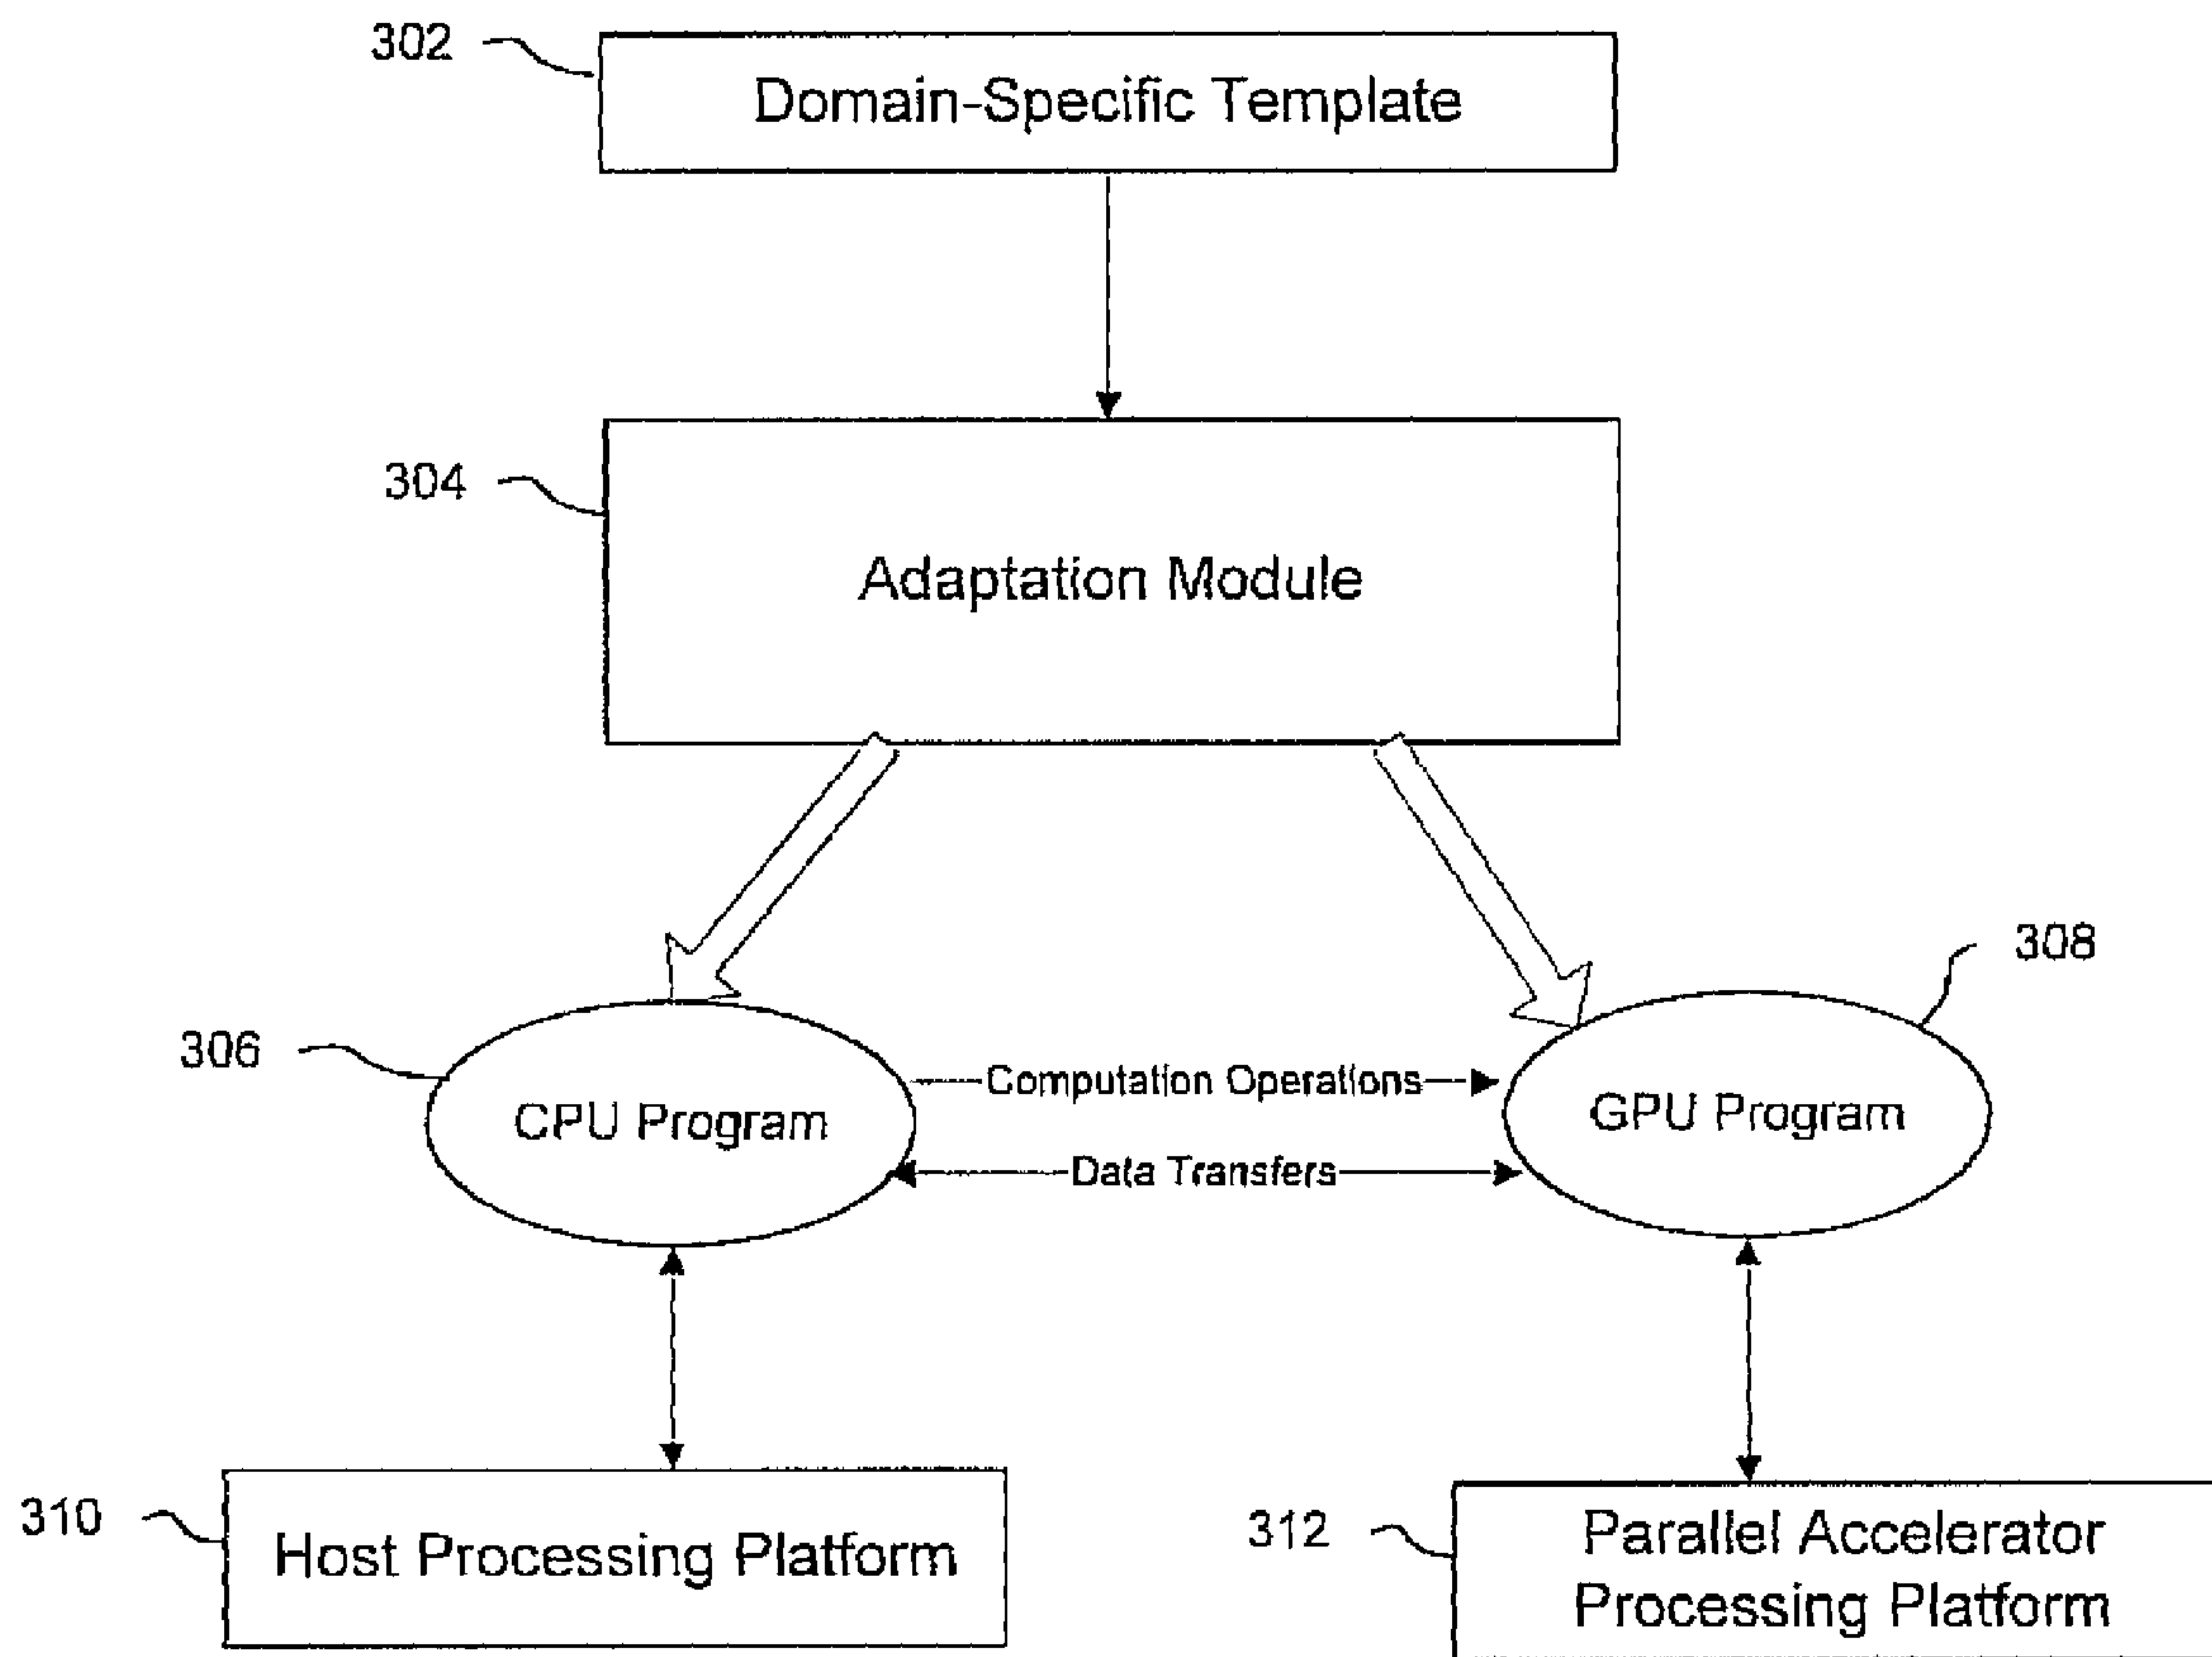 302
Domain-Specific Template
304
Adaptation Module
308
306
Computation Operations
CPU Program
GPU Program
Data Transfers
310
Host Processing Platform
312
Parallel Accelerator
Processing Platform